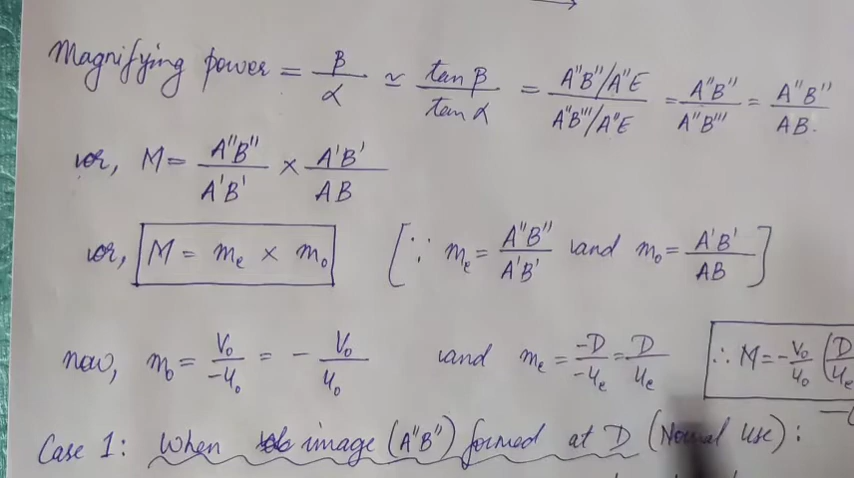 Magnifying power = β/α ≃ tan β/tan α = (A"B"/A"E)/(A"B'''/A"E) = A"B"/A"B''' = A"B"/AB.
or, M = A"B"/A'B' × A'B'/AB
or, M = mₑ × m₀ [∵ mₑ = A"B"/A'B' and m₀ = A'B'/AB]
now, m₀ = V₀/-u₀ = - V₀/u₀ and mₑ = -D/-uₑ = D/uₑ ∴ M = -V₀/u₀ (D/uₑ
Case 1: When image (A"B") formed at D (Normal use):